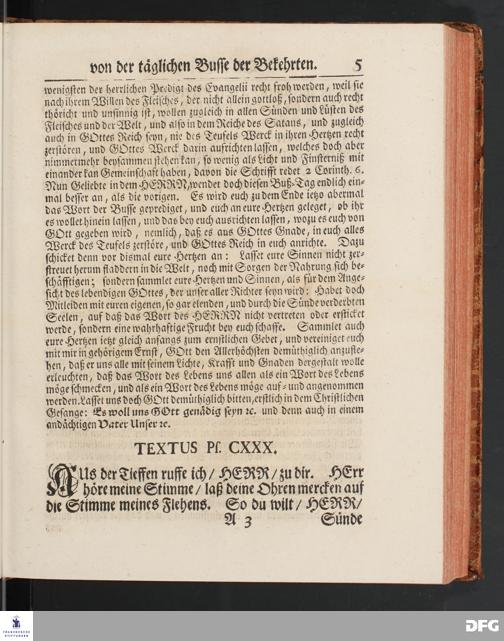 von der täglichen Busse der Bekehrten. 5
wenigsten der herrlichen Predigt des Evangelii recht froh werden, weil sie
nach ihrem Willen des Fleisches, der nicht allein gottloß, sondern auch recht
thöricht und unsinnig ist, wollen zugleich in allen Sünden und Lüsten des
Fleisches und der Welt, und also in dem Reiche des Satans, und zugleich
auch in GOttes Reich seyn, nie des Teufels Werck in ihren Hertzen recht
zerstören, und GOttes Werck darin aufrichten lassen, welches doch aber
nimmermehr beysammen stehen kan, so wenig als Licht und Finsterniß mit
einander kan Gemeinschaft haben, davon die Schrifft redet 2 Corinth. 6.
Nun Geliebte in dem HERRN, wendet doch diesen Buß-Tag endlich ein-
mal besser an, als die vorigen. Es wird euch zu dem Ende ietzo abermal
das Wort der Busse geprediget, und euch an eure Hertzen geleget, ob ihr
es wollet hinein lassen, und das bey euch ausrichten lassen, wozu es euch von
GOtt gegeben wird, nemlich, daß es aus GOttes Gnade, in euch alles
Werck des Teufels zerstöre, und GOttes Reich in euch anrichte. Dazu
schicket denn vor dismal eure Hertzen an: Lasset eure Sinnen nicht zer-
streuet herum fladdern in die Welt, noch mit Sorgen der Nahrung sich be-
schäfftigen; sondern sammlet eure Hertzen und Sinnen, als für dem Ange-
sicht des lebendigen GOttes, der unser aller Richter seyn wird: Habet doch
Mitleiden mit euren eigenen, so gar elenden, und durch die Sünde verderbten
Seelen, auf daß das Wort des HERRN nicht vertreten oder ersticket
werde, sondern eine wahrhaftige Frucht bey euch schaffe. Sammlet auch
eure Hertzen ietzt gleich anfangs zum ernstlichen Gebet, und vereiniget euch
mit mir in gehörigem Ernst, GOtt den Allerhöchsten demüthiglich anzufle-
hen, daß er uns alle mit seinem Lichte, Krafft und Gnaden dergestalt wolle
erleuchten, daß das Wort des Lebens uns allen als ein Wort des Lebens
möge schmecken, und als ein Wort des Lebens möge auf- und angenommen
werden. Lasset uns doch GOtt demüthiglich bitten, erstlich in dem Christlichen
Gesange: Es woll uns GOtt genädig seyn ꝛc. und denn auch in einem
andächtigen Vater Unser ꝛc.
TEXTUS Ps. CXXX.
AUs der Tieffen ruffe ich / HERR / zu dir. HErr
höre meine Stimme / laß deine Ohren mercken auf
die Stimme meines Flehens. So du wilt / HERR /
A 3 Sünde
FRANCKESCHE
STIFTUNGEN
DFG